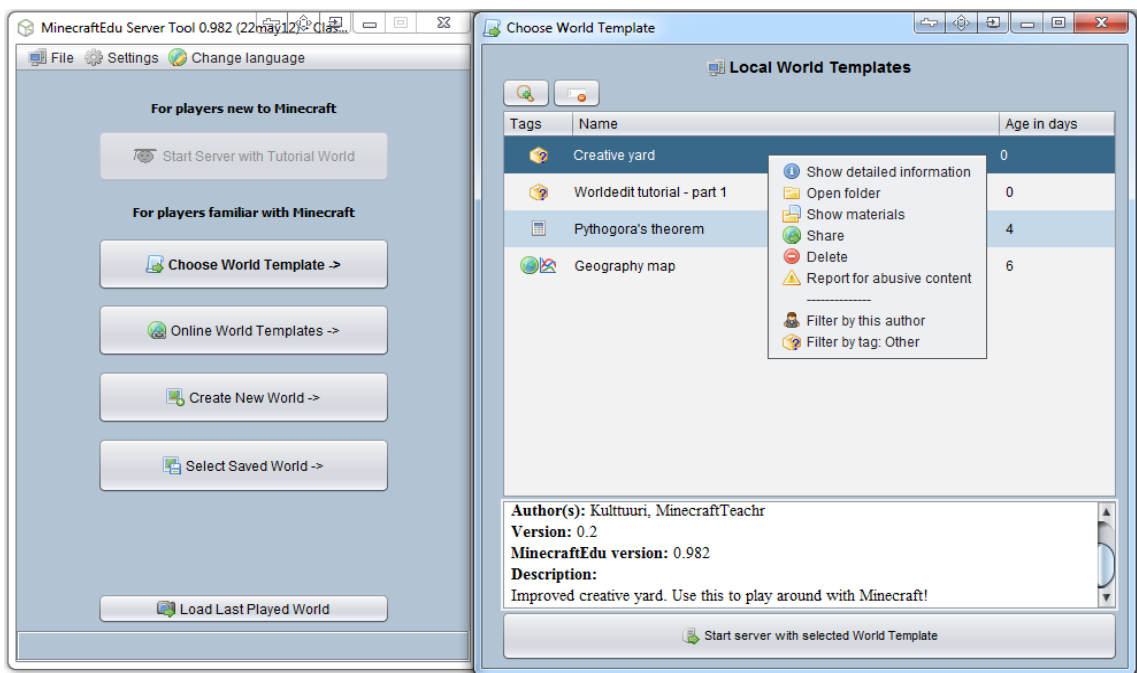 MinecraftEdu Server Tool 0.982 (22may12) - Clas...
File Settings Change language
For players new to Minecraft
Start Server with Tutorial World
For players familiar with Minecraft
Choose World Template ->
Online World Templates ->
Create New World ->
Select Saved World ->
Load Last Played World
Choose World Template
Local World Templates
Tags Name Age in days
Creative yard 0
Worldedit tutorial - part 1 0
Pythogora's theorem 4
Geography map 6
Show detailed information
Open folder
Show materials
Share
Delete
Report for abusive content
--------------
Filter by this author
Filter by tag: Other
Author(s): Kulttuuri, MinecraftTeachr
Version: 0.2
MinecraftEdu version: 0.982
Description:
Improved creative yard. Use this to play around with Minecraft!
Start server with selected World Template